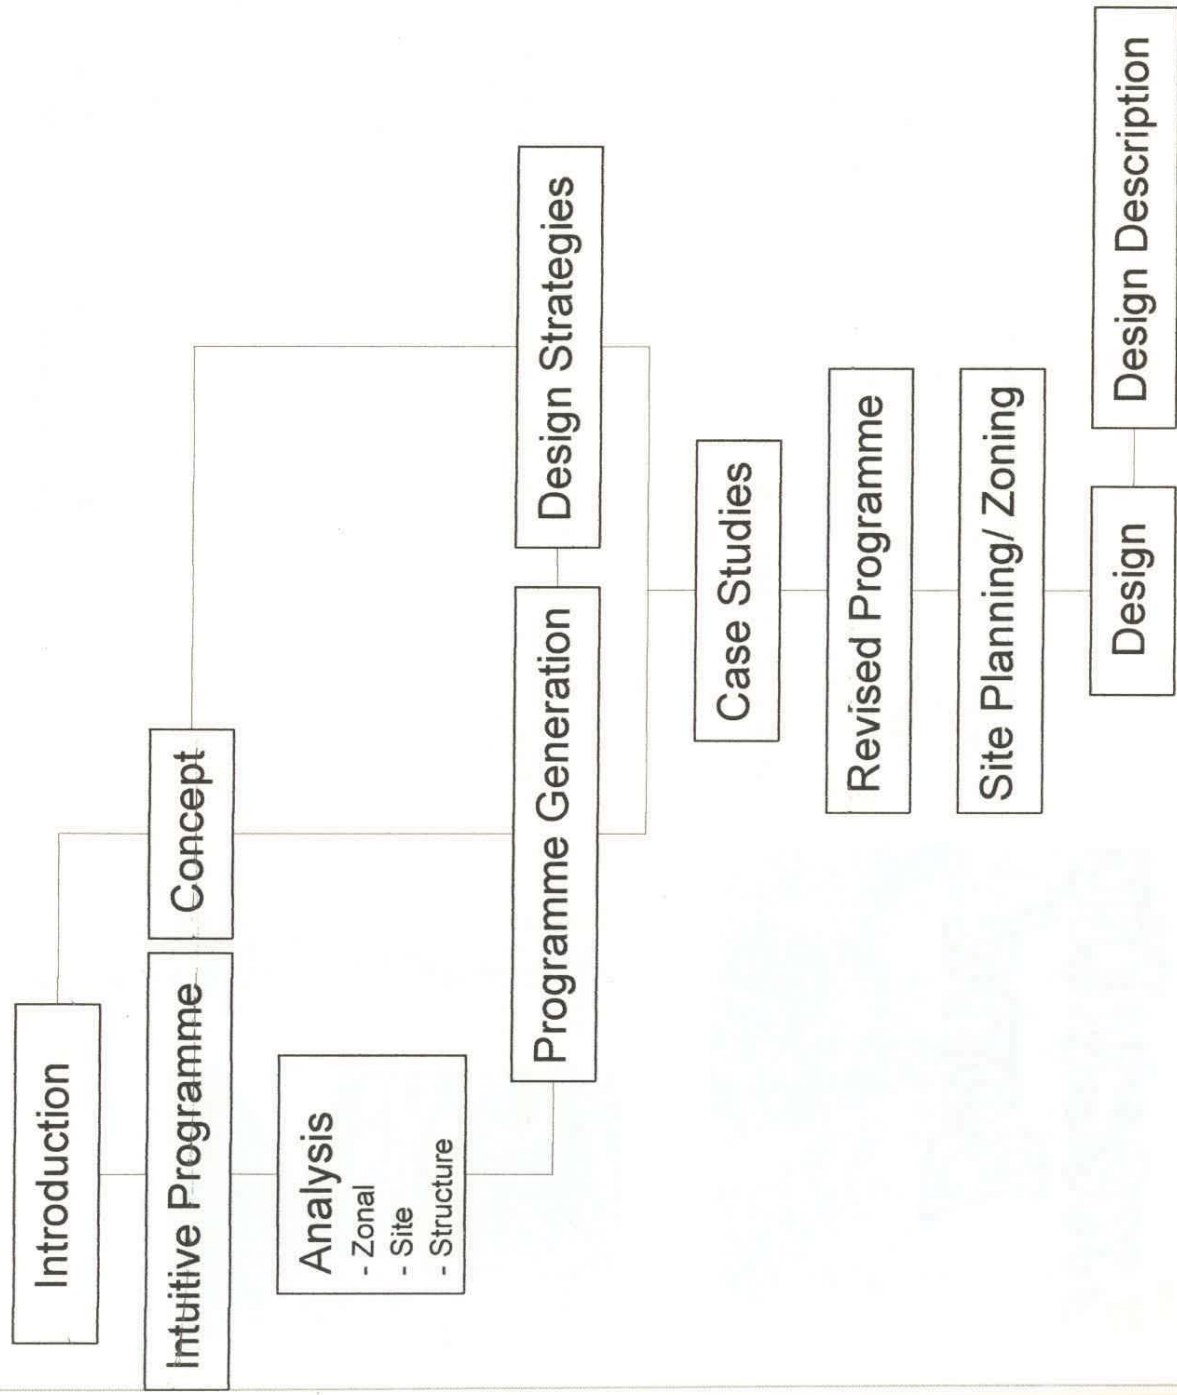 Introduction
Intuitive Programme
Concept
Analysis
- Zonal
- Site
- Structure
Programme Generation
Design Strategies
Case Studies
Revised Programme
Site Planning/ Zoning
Design
Design Description